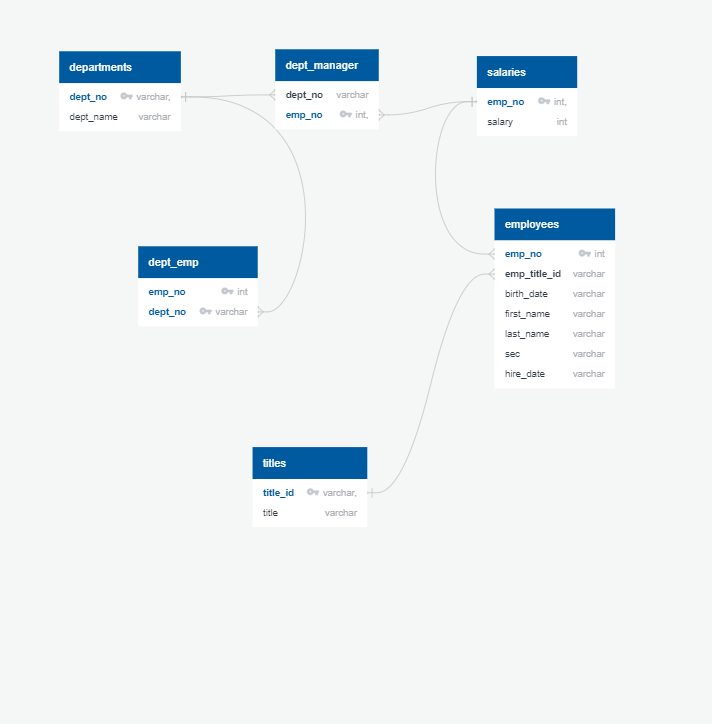 departments
dept_no varchar,
dept_name varchar
dept_manager
dept_no varchar
emp_no int,
salaries
emp_no int,
salary int
employees
emp_no int
emp_title_id varchar
birth_date varchar
first_name varchar
last_name varchar
sec varchar
hire_date varchar
dept_emp
emp_no int
dept_no varchar
titles
title_id varchar,
title varchar